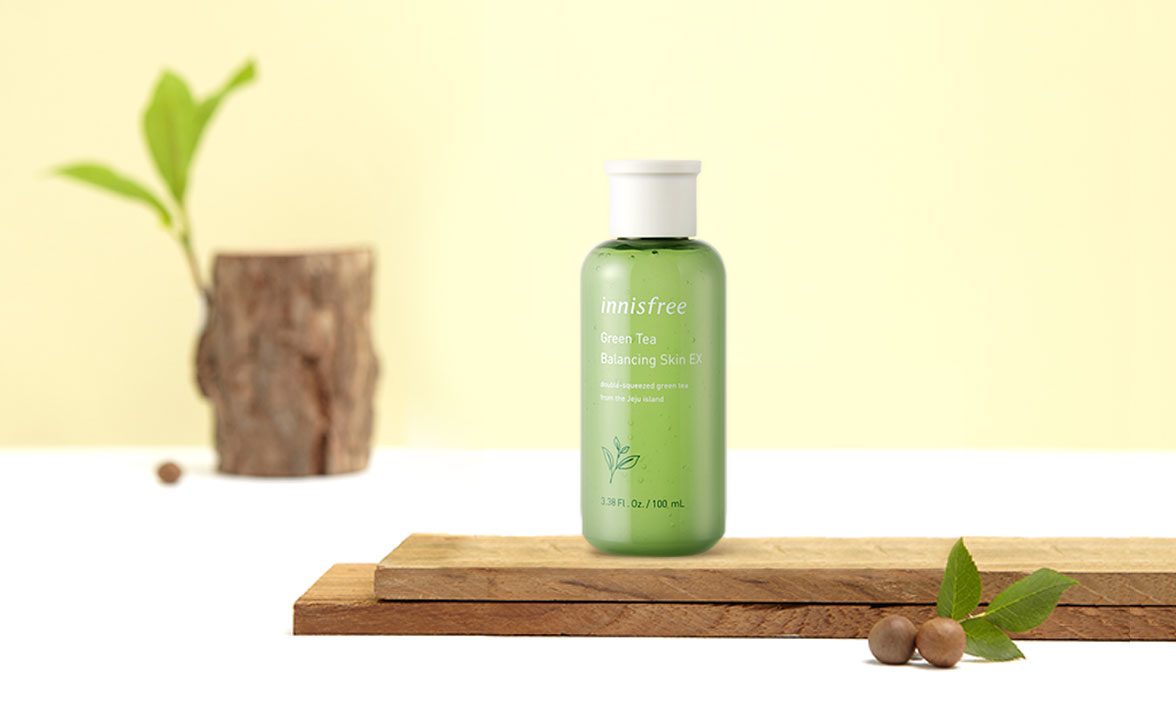 innisfree
Green Tea
Balancing Skin EX
double-squeezed green tea
from the Jeju island
3.38 Fl. Oz. / 100 mL